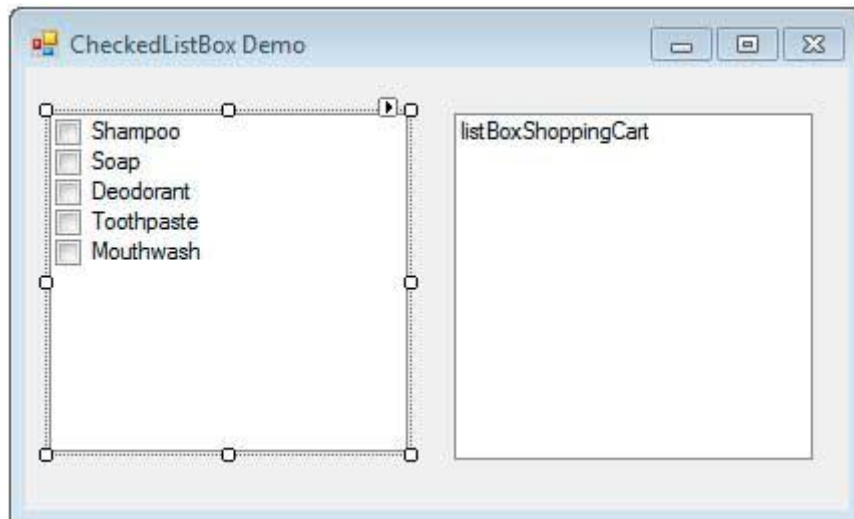 CheckedListBox Demo
Shampoo
Soap
Deodorant
Toothpaste
Mouthwash
listBoxShoppingCart